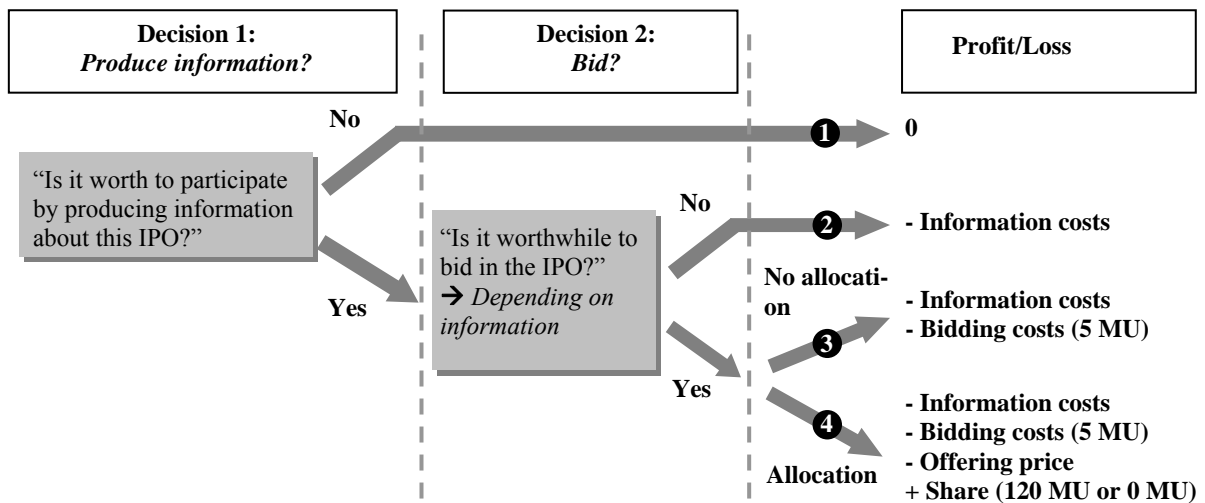 Decision 1:
Produce information?
Decision 2:
Bid?
Profit/Loss
No
1
0
“Is it worth to participate
by producing information
about this IPO?”
Yes
No
2
- Information costs
“Is it worthwhile to
bid in the IPO?”
➔ Depending on
information
Yes
No allocati-
on
3
- Information costs
- Bidding costs (5 MU)
4
Allocation
- Information costs
- Bidding costs (5 MU)
- Offering price
+ Share (120 MU or 0 MU)